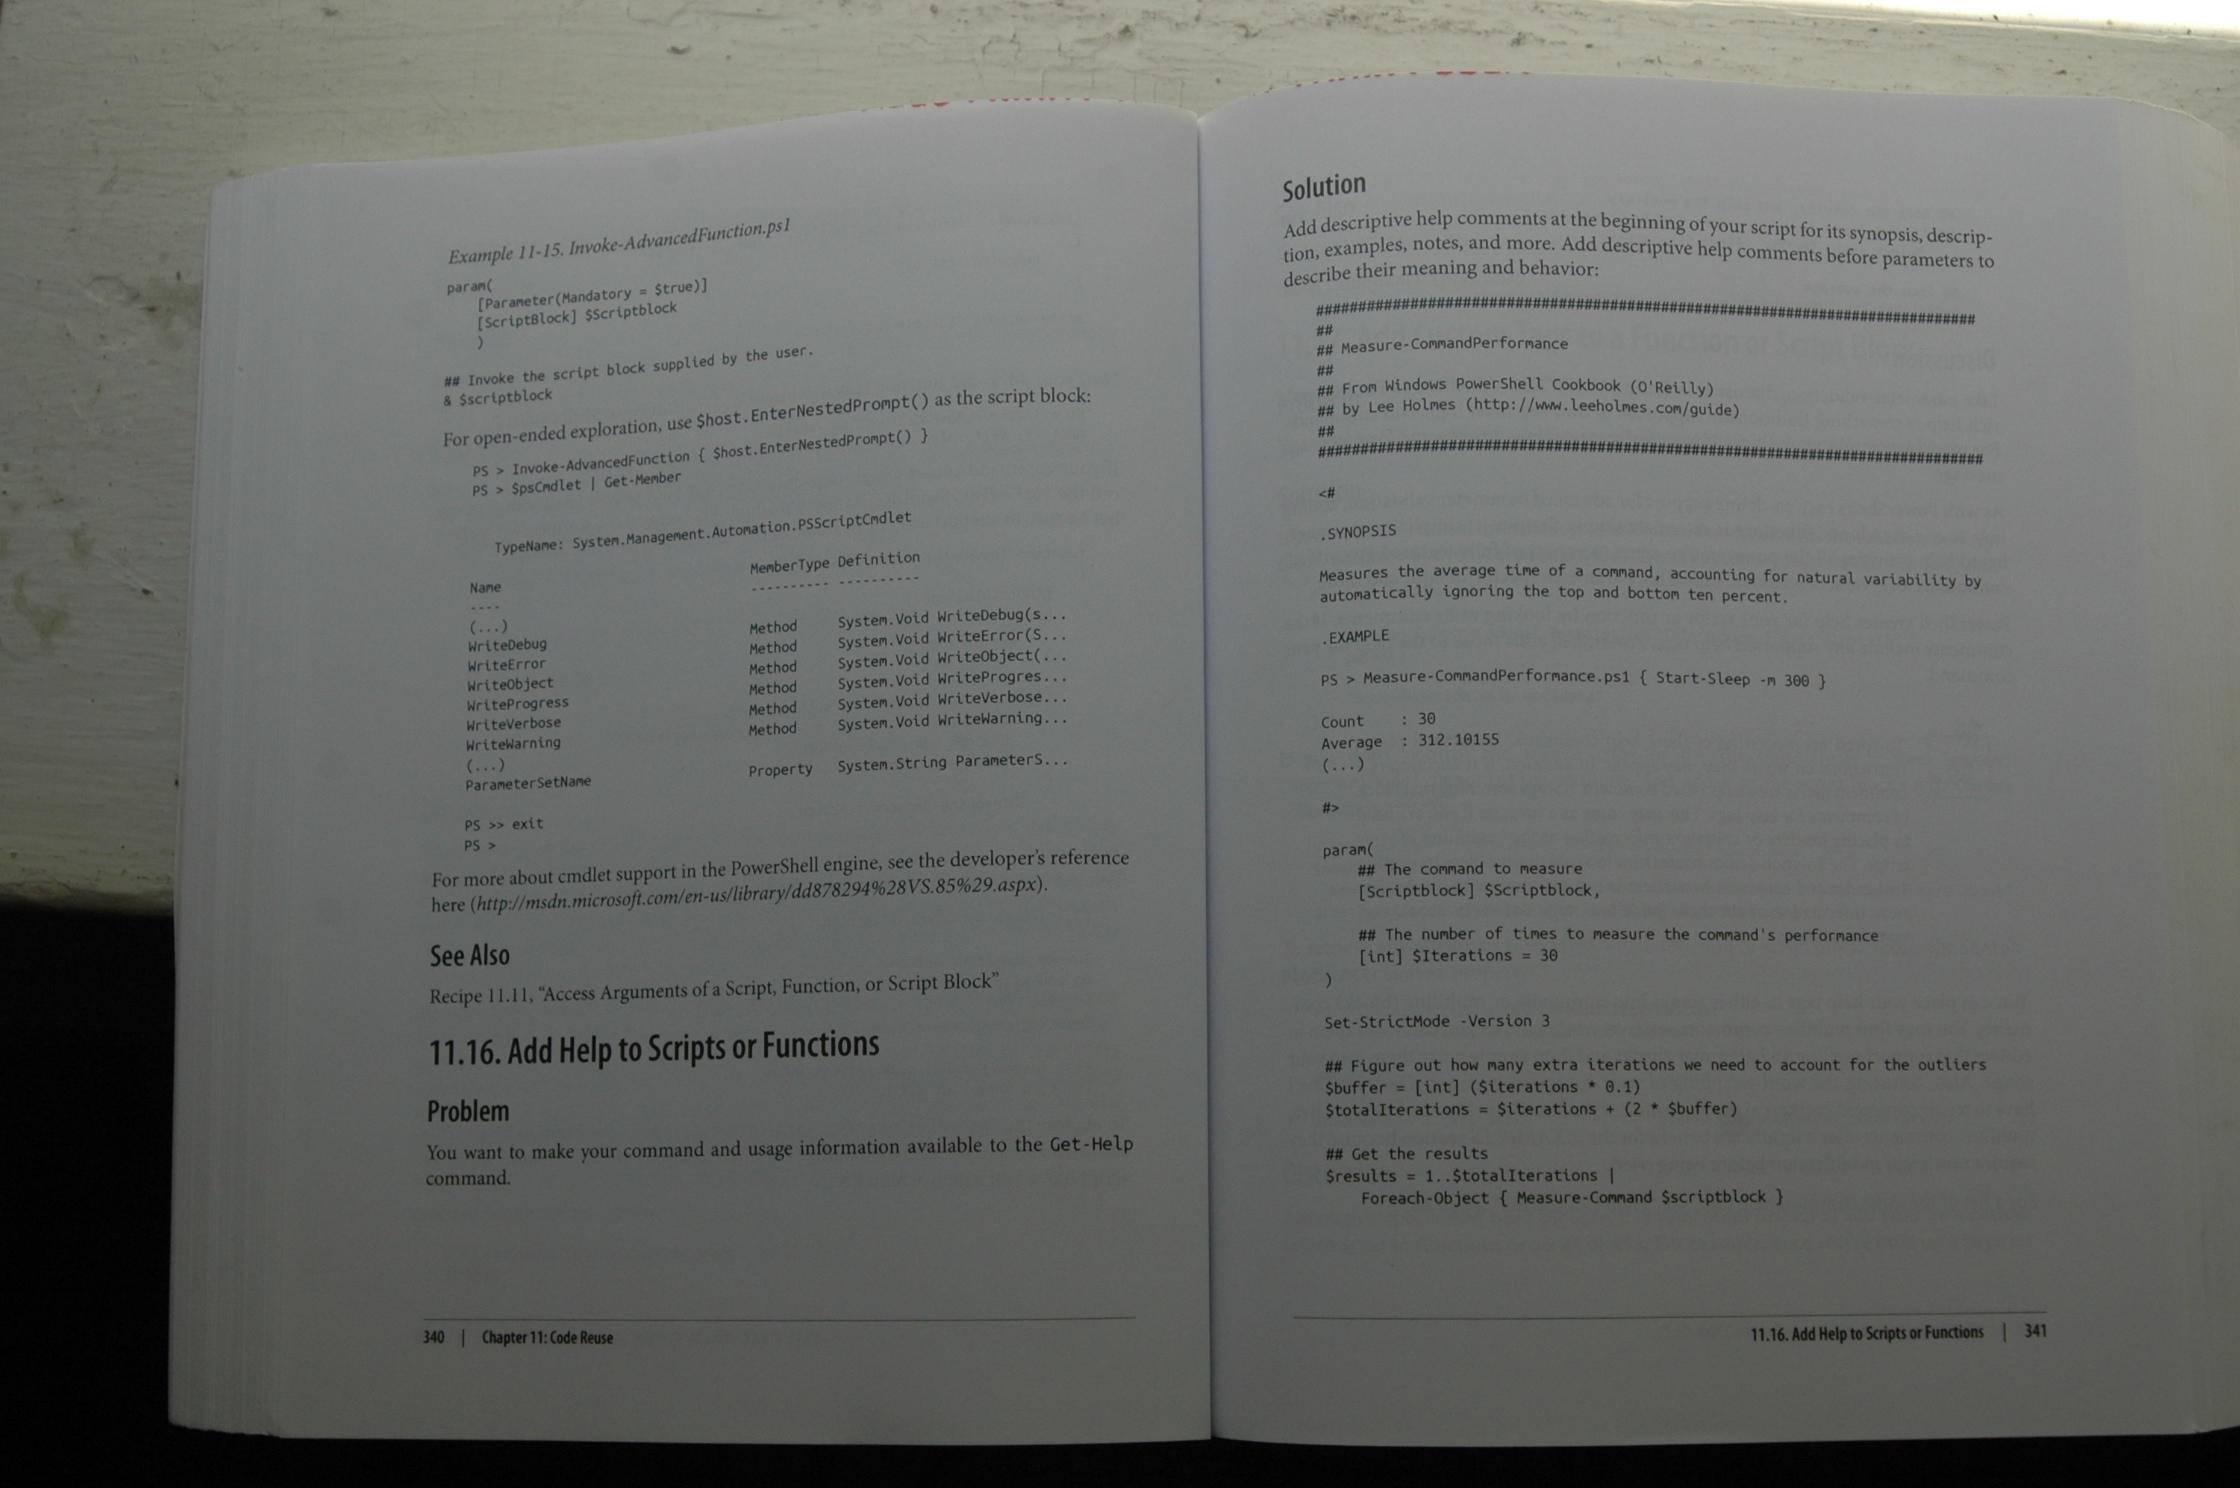 Example 11-15. Invoke-AdvancedFunction.ps1
param(
    [Parameter(Mandatory = $true)]
    [ScriptBlock] $Scriptblock
    )
## Invoke the script block supplied by the user.
& $scriptblock
For open-ended exploration, use $host.EnterNestedPrompt() as the script block:
PS > Invoke-AdvancedFunction { $host.EnterNestedPrompt() }
PS > $psCmdlet | Get-Member
TypeName: System.Management.Automation.PSScriptCmdlet
Name MemberType Definition
---- ---------- ----------
(...)
WriteDebug Method System.Void WriteDebug(s...
WriteError Method System.Void WriteError(S...
WriteObject Method System.Void WriteObject(...
WriteProgress Method System.Void WriteProgres...
WriteVerbose Method System.Void WriteVerbose...
WriteWarning Method System.Void WriteWarning...
(...)
ParameterSetName Property System.String ParameterS...
PS >> exit
PS >
For more about cmdlet support in the PowerShell engine, see the developer's reference
here (http://msdn.microsoft.com/en-us/library/dd878294%28VS.85%29.aspx).
See Also
Recipe 11.11, “Access Arguments of a Script, Function, or Script Block”
11.16. Add Help to Scripts or Functions
Problem
You want to make your command and usage information available to the Get-Help
command.
340 | Chapter 11: Code Reuse
Solution
Add descriptive help comments at the beginning of your script for its synopsis, descrip-
tion, examples, notes, and more. Add descriptive help comments before parameters to
describe their meaning and behavior:
##############################################################################
##
## Measure-CommandPerformance
##
## From Windows PowerShell Cookbook (O'Reilly)
## by Lee Holmes (http://www.leeholmes.com/guide)
##
##############################################################################
<#
.SYNOPSIS
Measures the average time of a command, accounting for natural variability by
automatically ignoring the top and bottom ten percent.
.EXAMPLE
PS > Measure-CommandPerformance.ps1 { Start-Sleep -m 300 }
Count    : 30
Average  : 312.10155
(...)
#>
param(
    ## The command to measure
    [Scriptblock] $Scriptblock,
    ## The number of times to measure the command's performance
    [int] $Iterations = 30
)
Set-StrictMode -Version 3
## Figure out how many extra iterations we need to account for the outliers
$buffer = [int] ($iterations * 0.1)
$totalIterations = $iterations + (2 * $buffer)
## Get the results
$results = 1..$totalIterations |
    Foreach-Object { Measure-Command $scriptblock }
11.16. Add Help to Scripts or Functions | 341